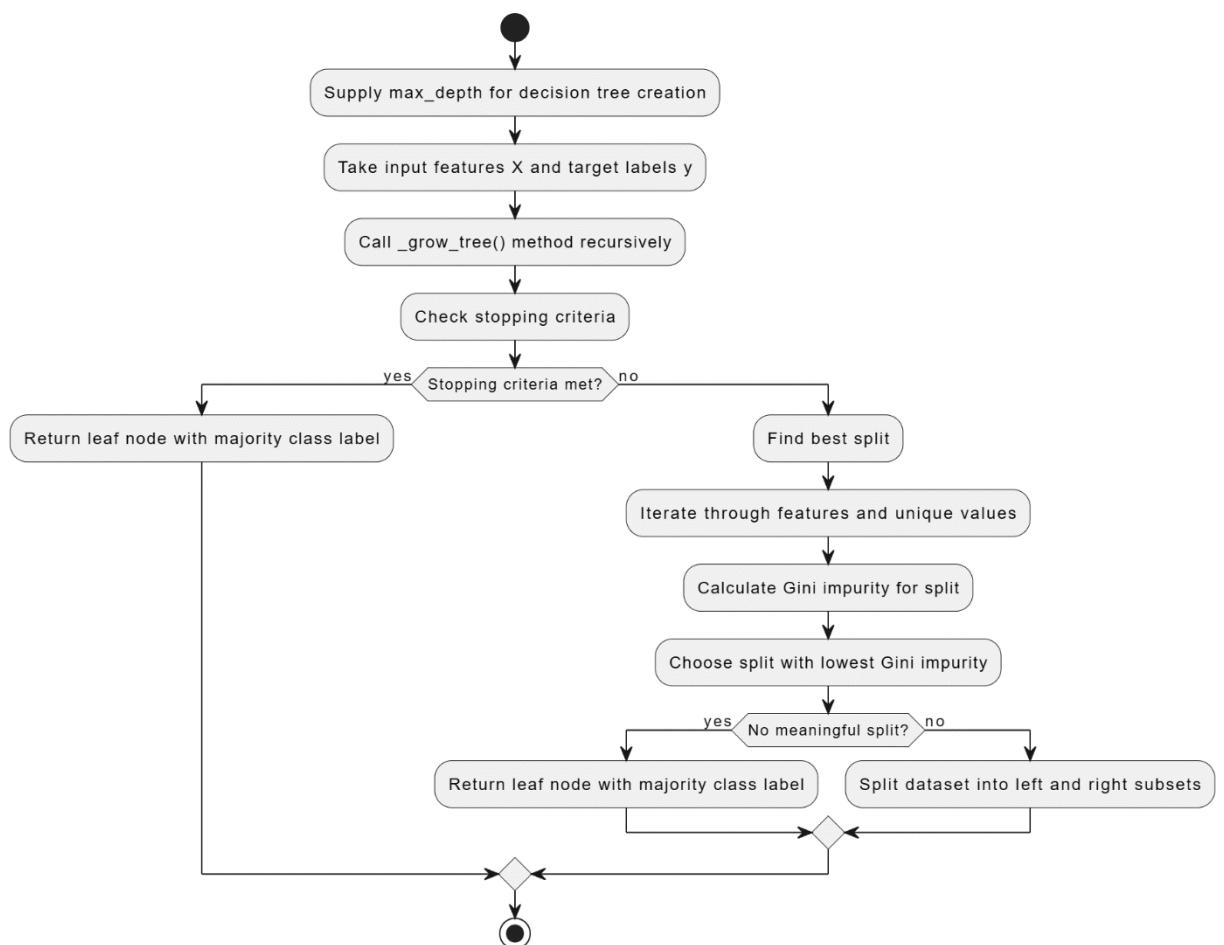 Supply max_depth for decision tree creation
Take input features X and target labels y
Call _grow_tree() method recursively
Check stopping criteria
yes
Stopping criteria met?
no
Return leaf node with majority class label
Find best split
Iterate through features and unique values
Calculate Gini impurity for split
Choose split with lowest Gini impurity
yes
No meaningful split?
no
Return leaf node with majority class label
Split dataset into left and right subsets